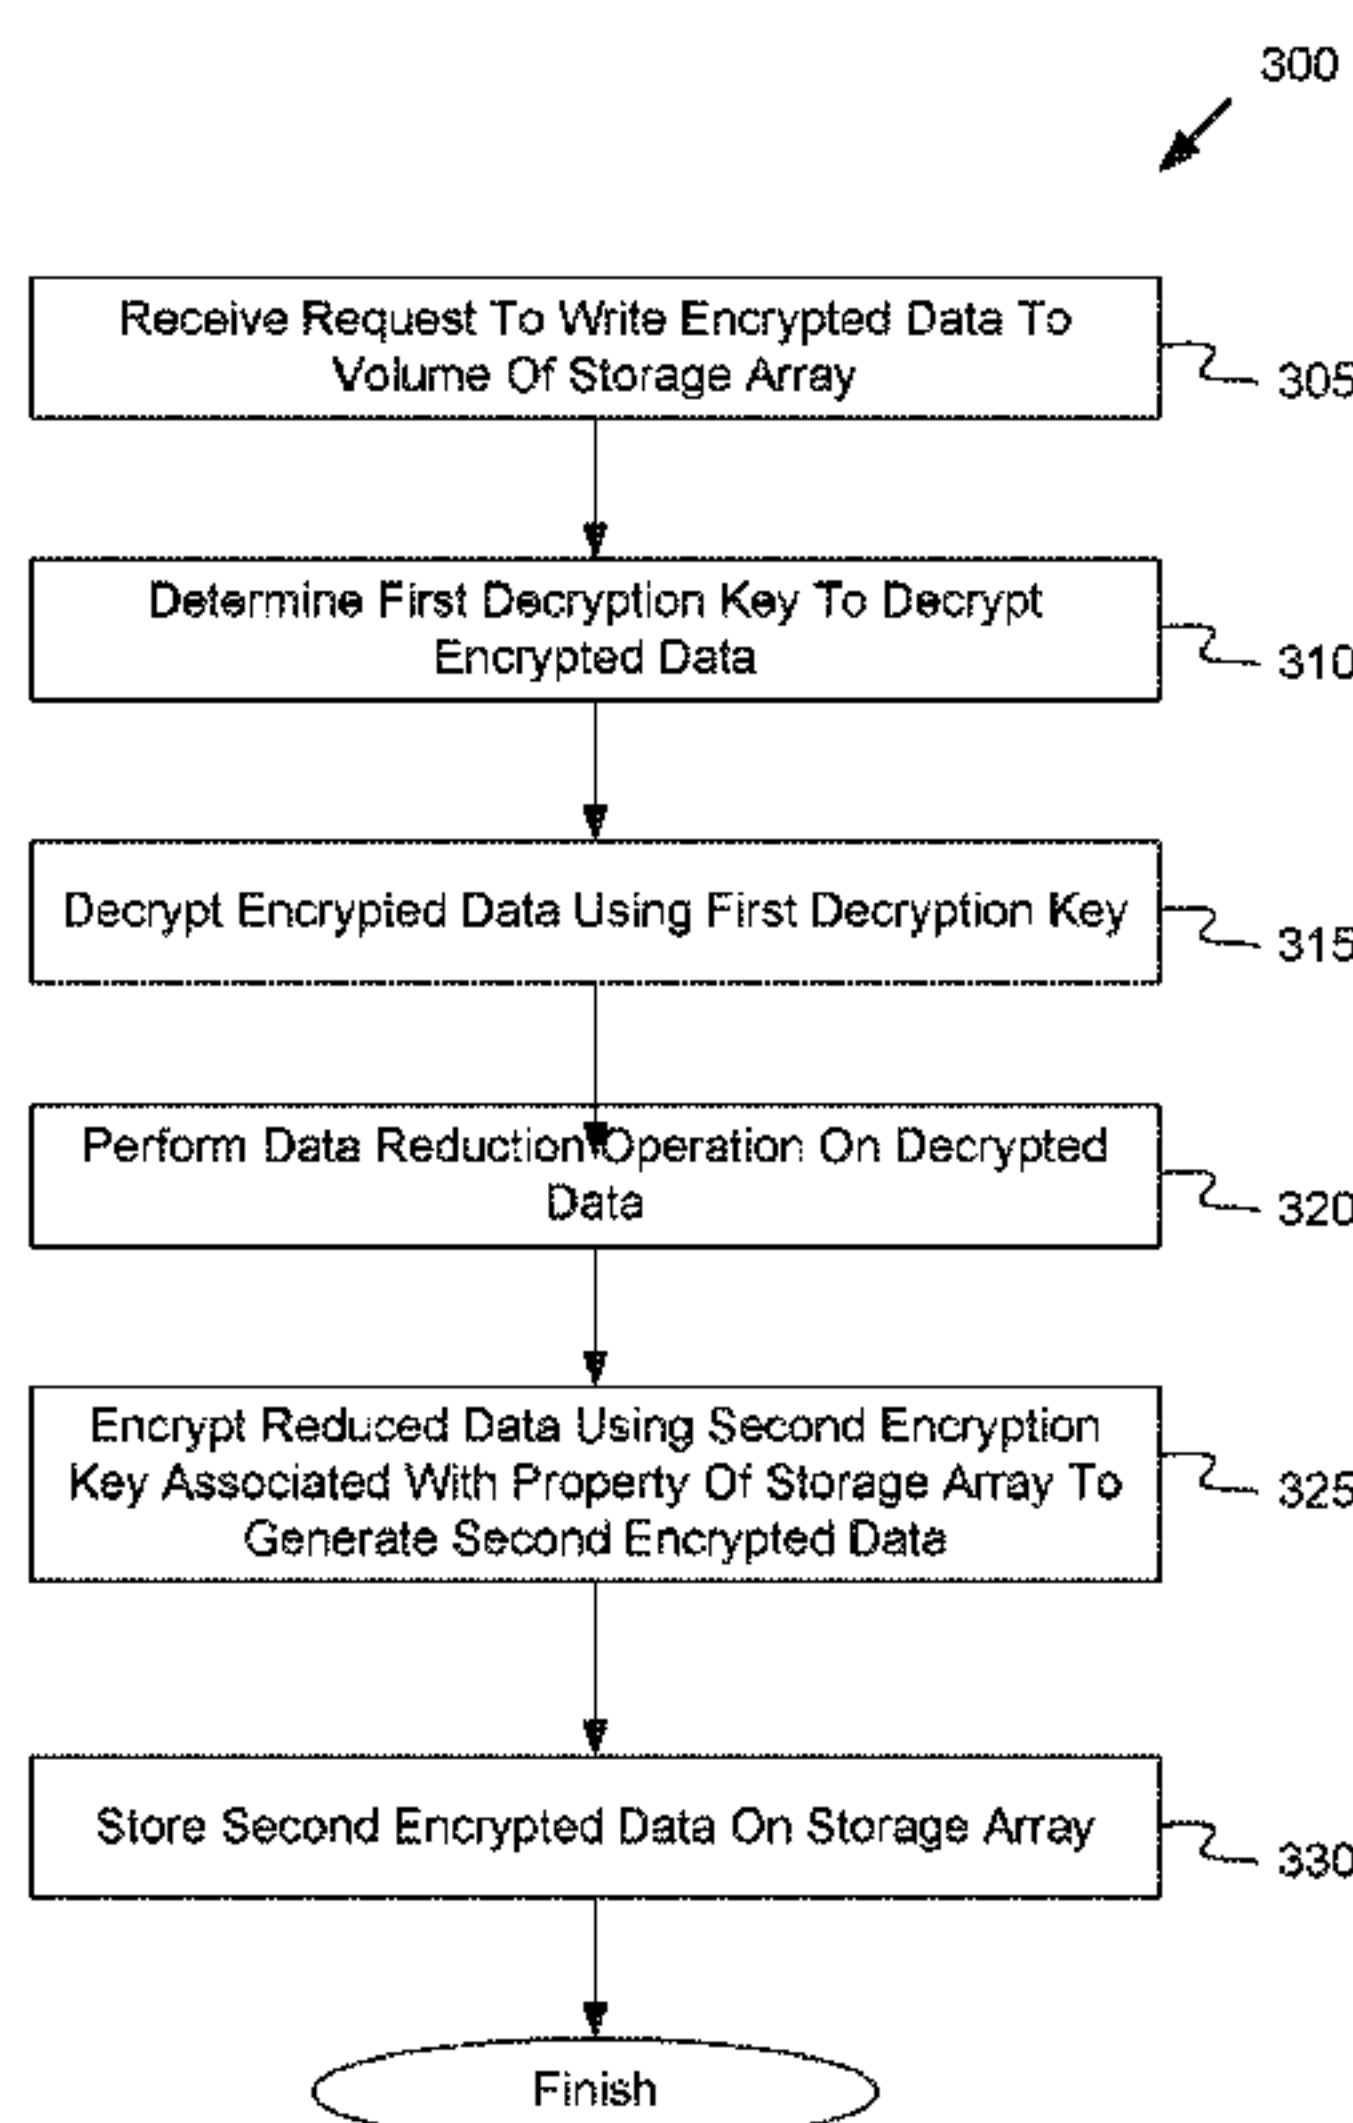 300
Receive Request To Write Encrypted Data To
Volume Of Storage Array
305
Determine First Decryption Key To Decrypt
Encrypted Data
310
Decrypt Encrypted Data Using First Decryption Key
315
Perform Data Reduction Operation On Decrypted
Data
320
Encrypt Reduced Data Using Second Encryption
Key Associated With Property Of Storage Array To
Generate Second Encrypted Data
325
Store Second Encrypted Data On Storage Array
330
Finish